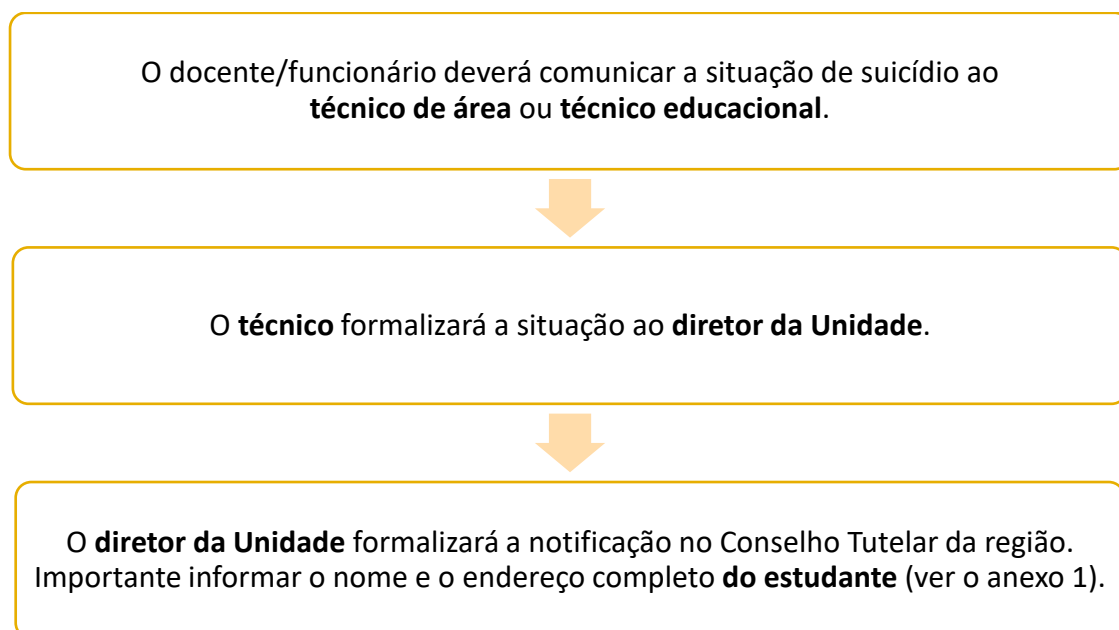 O docente/funcionário deverá comunicar a situação de suicídio ao
técnico de área ou técnico educacional.
O técnico formalizará a situação ao diretor da Unidade.
O diretor da Unidade formalizará a notificação no Conselho Tutelar da região.
Importante informar o nome e o endereço completo do estudante (ver o anexo 1).